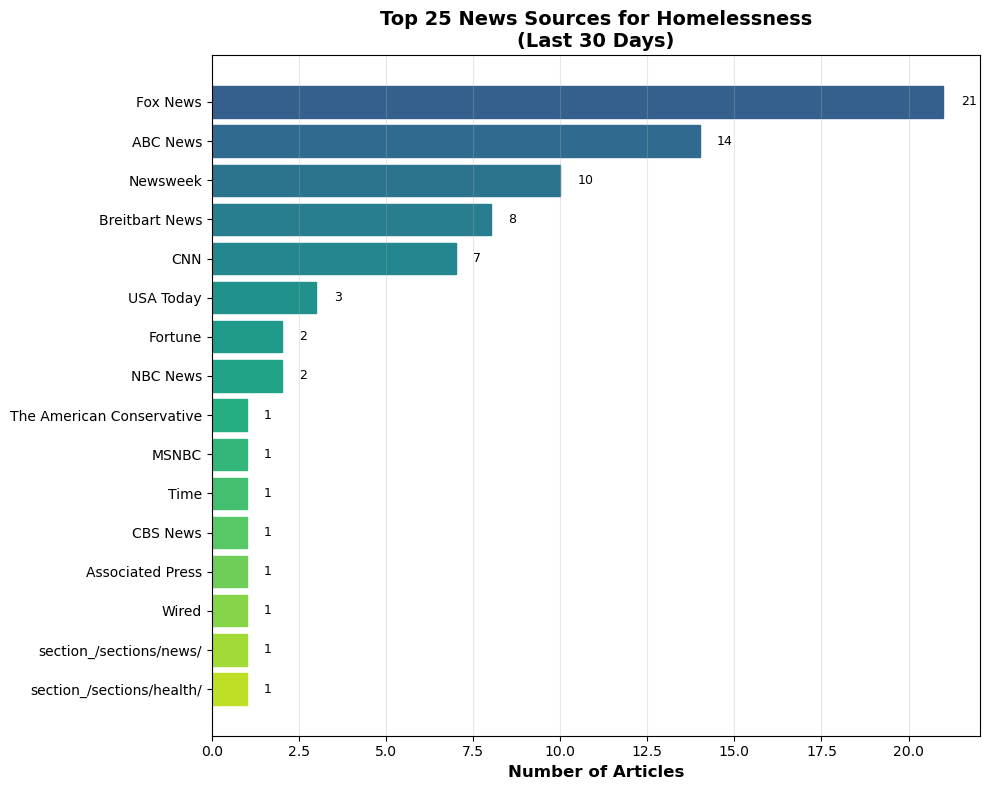 Top 25 News Sources for Homelessness
(Last 30 Days)
Fox News 21
ABC News 14
Newsweek 10
Breitbart News 8
CNN 7
USA Today 3
Fortune 2
NBC News 2
The American Conservative 1
MSNBC 1
Time 1
CBS News 1
Associated Press 1
Wired 1
section_/sections/news/ 1
section_/sections/health/ 1
0.0 2.5 5.0 7.5 10.0 12.5 15.0 17.5 20.0
Number of Articles